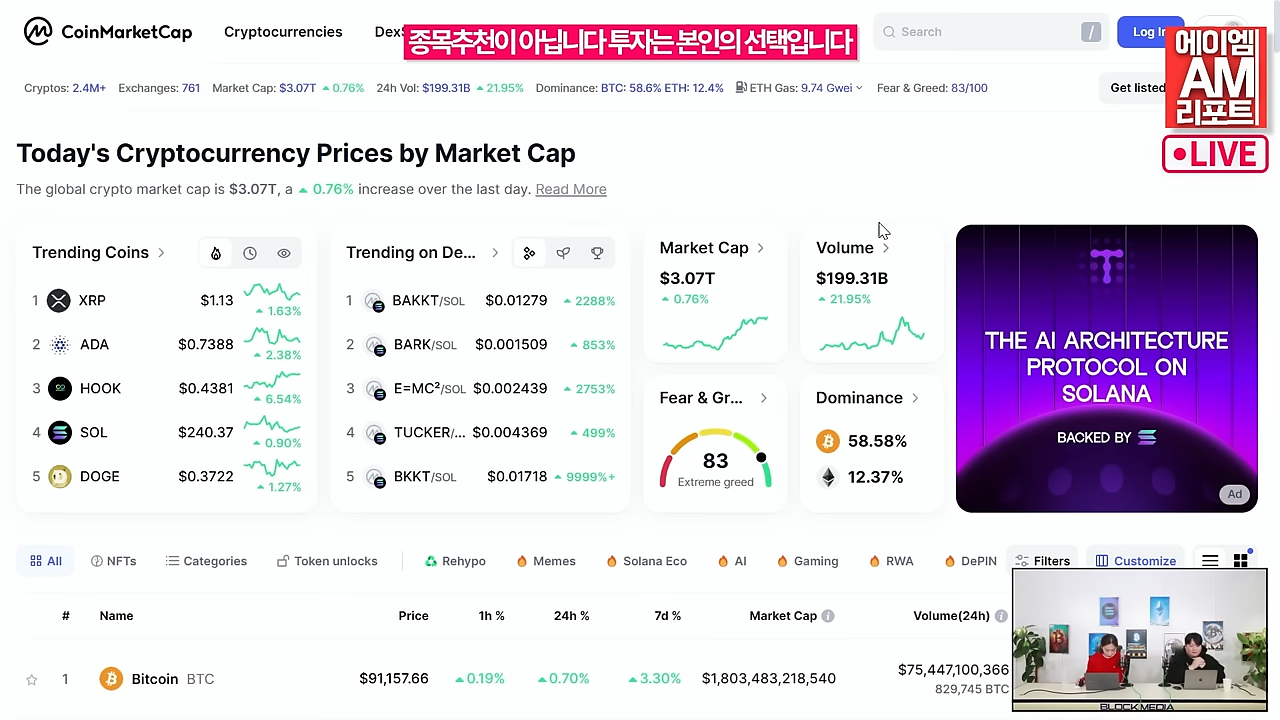 CoinMarketCap
Cryptocurrencies
DexS
종목추천이 아닙니다 투자는 본인의 선택입니다
Search
/
Log In
에이엠
AM
리포트
LIVE
Cryptos: 2.4M+ Exchanges: 761 Market Cap: $3.07T 0.76% 24h Vol: $199.31B 21.95% Dominance: BTC: 58.6% ETH: 12.4% ETH Gas: 9.74 Gwei Fear & Greed: 83/100
Get listed
Today's Cryptocurrency Prices by Market Cap
The global crypto market cap is $3.07T, a 0.76% increase over the last day. Read More
Trending Coins
1 XRP $1.13 1.63%
2 ADA $0.7388 2.38%
3 HOOK $0.4381 6.54%
4 SOL $240.37 0.90%
5 DOGE $0.3722 1.27%
Trending on De...
1 BAKKT/SOL $0.01279 2288%
2 BARK/SOL $0.001509 853%
3 E=MC²/SOL $0.002439 2753%
4 TUCKER/... $0.004369 499%
5 BKKT/SOL $0.01718 9999%+
Market Cap
$3.07T
0.76%
Volume
$199.31B
21.95%
Fear & Gr...
83
Extreme greed
Dominance
58.58%
12.37%
THE AI ARCHITECTURE
PROTOCOL ON
SOLANA
BACKED BY
Ad
All NFTs Categories Token unlocks Rehypo Memes Solana Eco AI Gaming RWA DePIN Filters Customize
# Name Price 1h % 24h % 7d % Market Cap Volume(24h)
1 Bitcoin BTC $91,157.66 0.19% 0.70% 3.30% $1,803,483,218,540 $75,447,100,366
829,745 BTC
BLOCKMEDIA